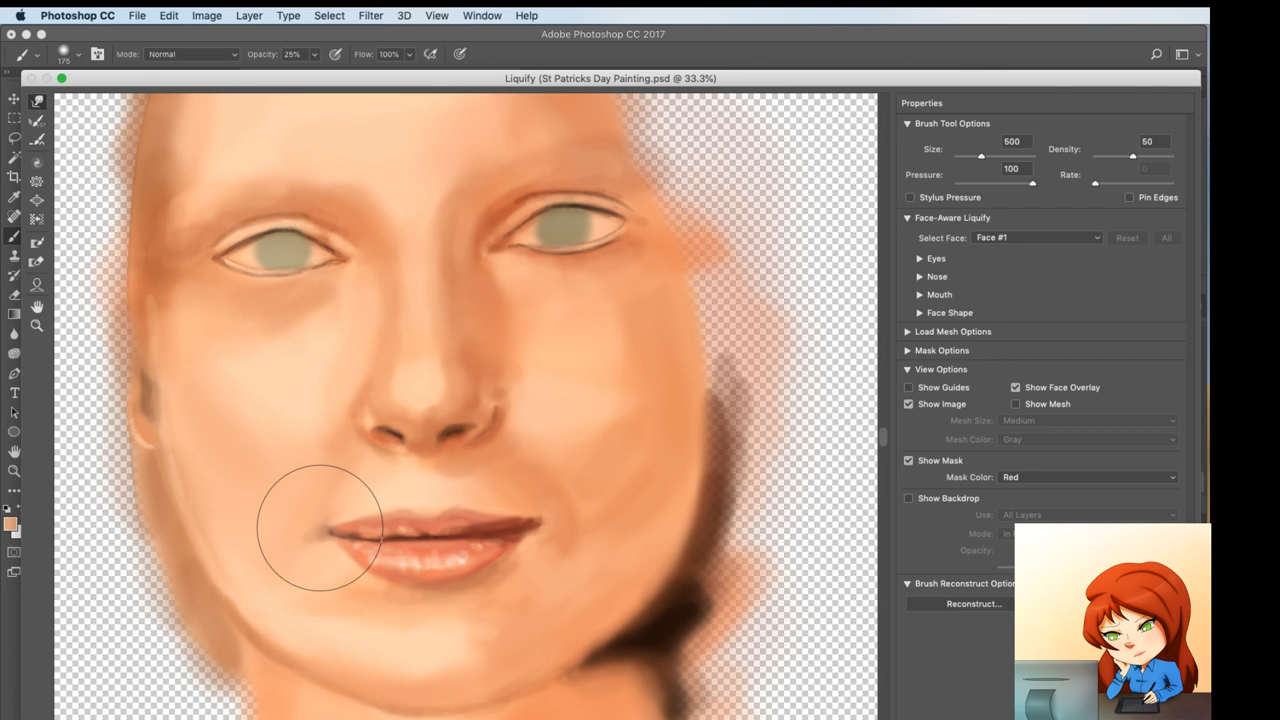 Photoshop CC File Edit Image Layer Type Select Filter 3D View Window Help
Adobe Photoshop CC 2017
175 Mode: Normal Opacity: 25% Flow: 100%
Liquify (St Patricks Day Painting.psd @ 33.3%)
Properties
Brush Tool Options
Size: 500 Density: 50
Pressure: 100 Rate: 0
Stylus Pressure Pin Edges
Face-Aware Liquify
Select Face: Face #1 Reset All
Eyes
Nose
Mouth
Face Shape
Load Mesh Options
Mask Options
View Options
Show Guides Show Face Overlay
Show Image Show Mesh
Mesh Size: Medium
Mesh Color: Gray
Show Mask
Mask Color: Red
Show Backdrop
Use: All Layers
Mode: In
Opacity:
Brush Reconstruct
Reconstruct...